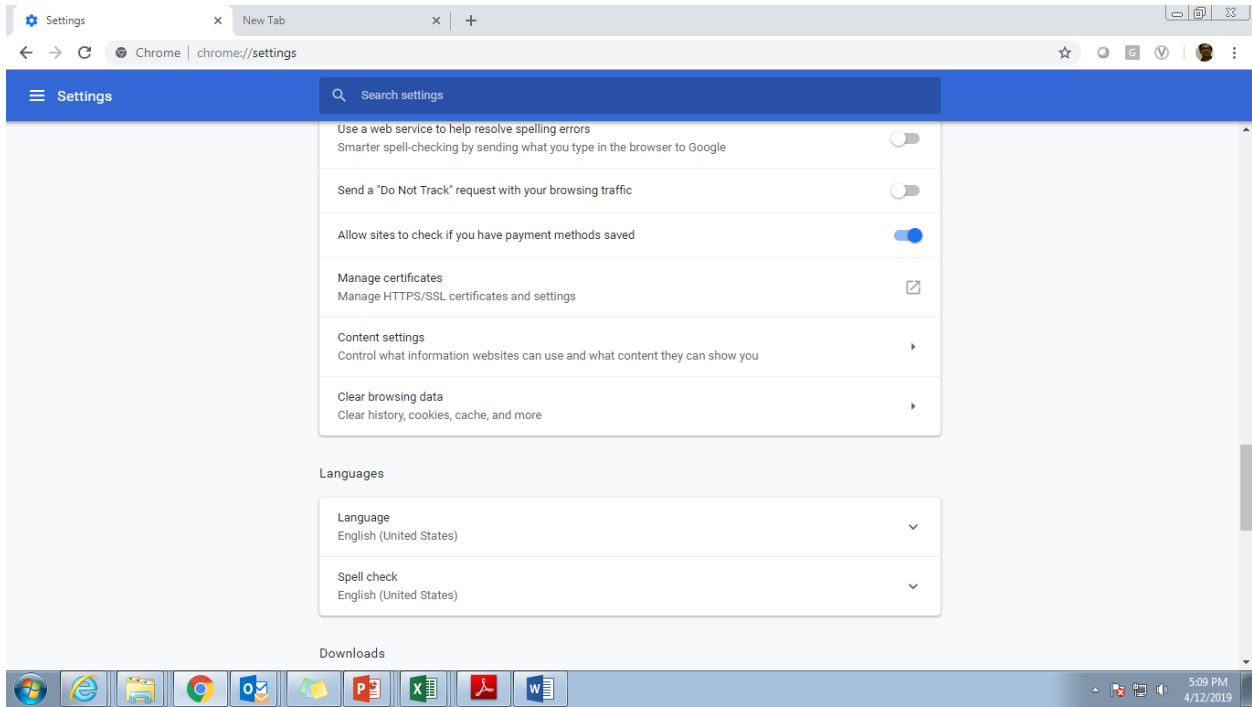 Settings
New Tab
Chrome | chrome://settings
G
V
Settings
Search settings
Use a web service to help resolve spelling errors
Smarter spell-checking by sending what you type in the browser to Google
Send a "Do Not Track" request with your browsing traffic
Allow sites to check if you have payment methods saved
Manage certificates
Manage HTTPS/SSL certificates and settings
Content settings
Control what information websites can use and what content they can show you
Clear browsing data
Clear history, cookies, cache, and more
Languages
Language
English (United States)
Spell check
English (United States)
Downloads
5:09 PM
4/12/2019